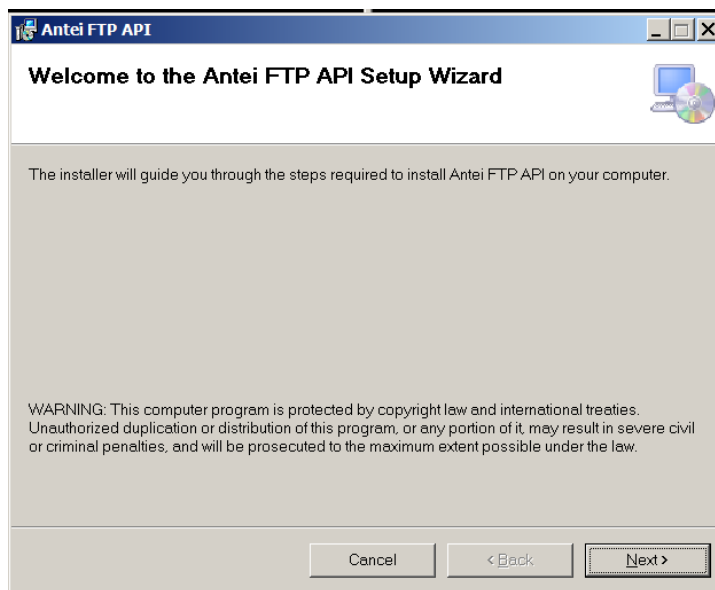 Antei FTP API
Welcome to the Antei FTP API Setup Wizard
The installer will guide you through the steps required to install Antei FTP API on your computer.
WARNING: This computer program is protected by copyright law and international treaties.
Unauthorized duplication or distribution of this program, or any portion of it, may result in severe civil
or criminal penalties, and will be prosecuted to the maximum extent possible under the law.
Cancel
< Back
Next >